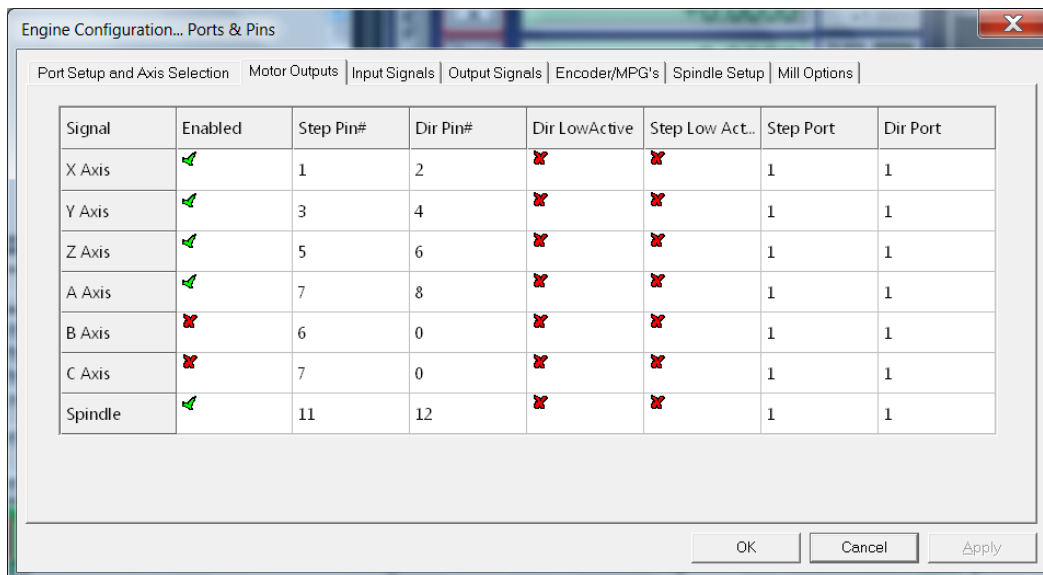 Engine Configuration... Ports & Pins
Port Setup and Axis Selection Motor Outputs Input Signals Output Signals Encoder/MPG's Spindle Setup Mill Options
Signal Enabled Step Pin# Dir Pin# Dir LowActive Step Low Act... Step Port Dir Port
X Axis 1 2 1 1
Y Axis 3 4 1 1
Z Axis 5 6 1 1
A Axis 7 8 1 1
B Axis 6 0 1 1
C Axis 7 0 1 1
Spindle 11 12 1 1
OK Cancel Apply